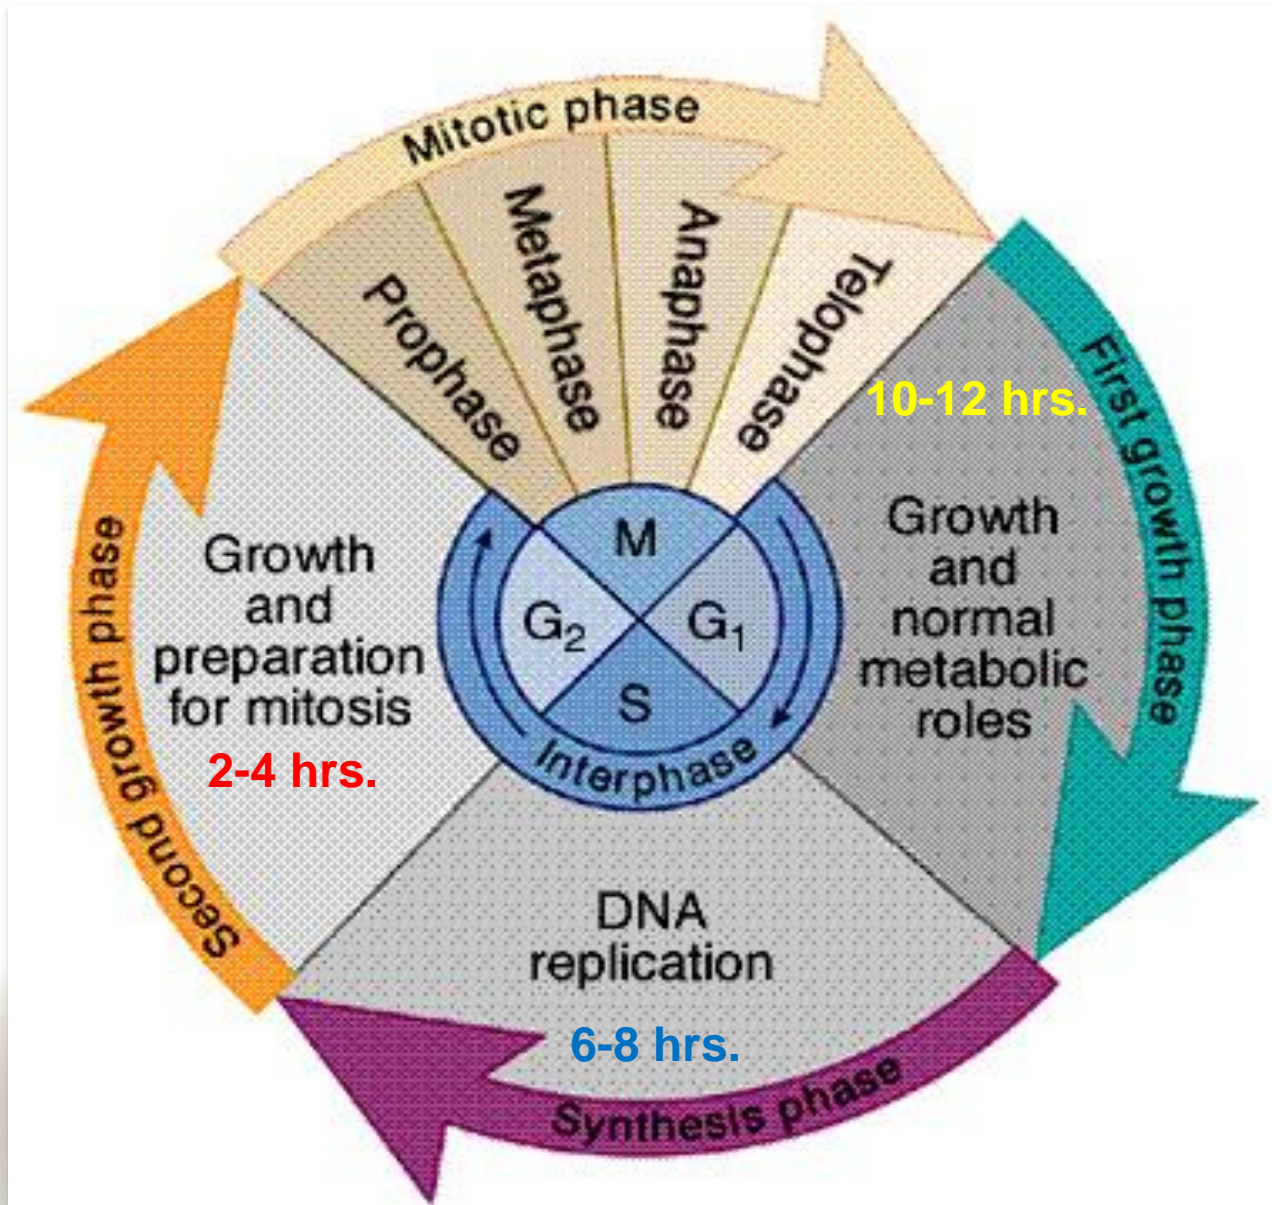 Mitotic phase
Prophase
Metaphase
Anaphase
Telophase
10-12 hrs.
First growth phase
Growth
and
normal
metabolic
roles
M
G₂
G₁
S
Interphase
Growth
and
preparation
for mitosis
2-4 hrs.
Second growth phase
DNA
replication
6-8 hrs.
Synthesis phase